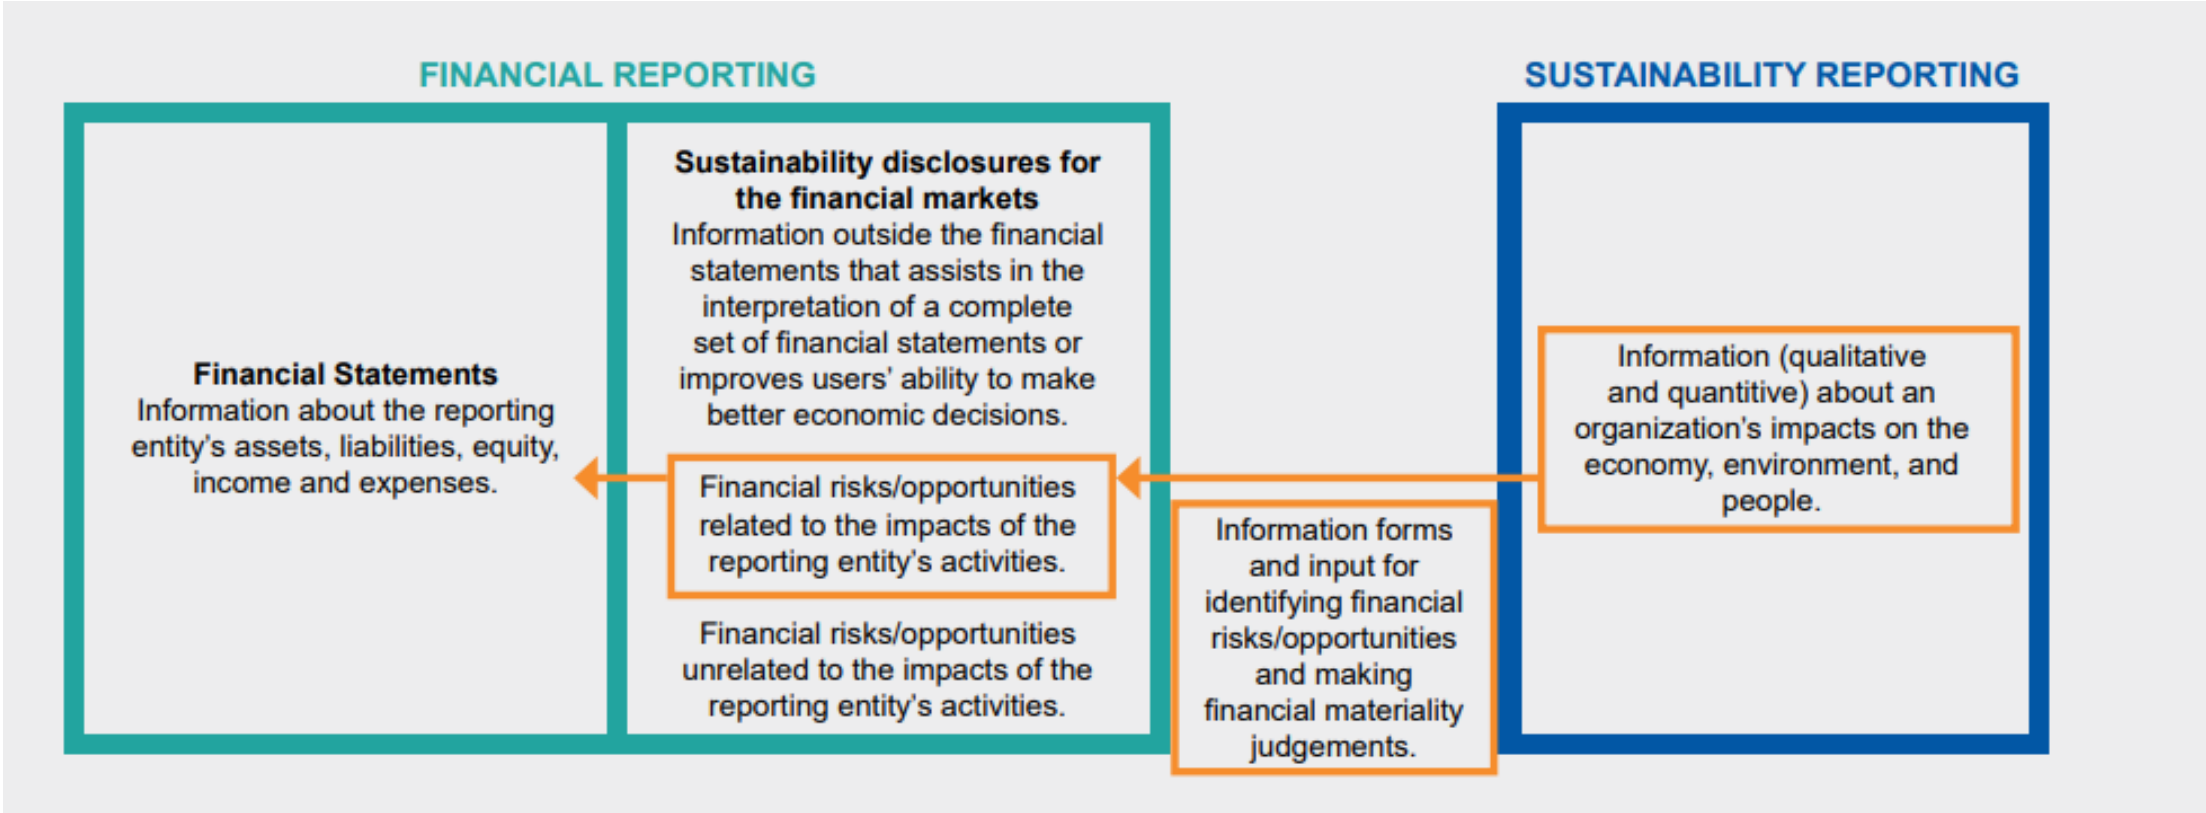 FINANCIAL REPORTING
SUSTAINABILITY REPORTING
Financial Statements
Information about the reporting
entity's assets, liabilities, equity,
income and expenses.
Sustainability disclosures for
the financial markets
Information outside the financial
statements that assists in the
interpretation of a complete
set of financial statements or
improves users' ability to make
better economic decisions.
Financial risks/opportunities
related to the impacts of the
reporting entity's activities.
Financial risks/opportunities
unrelated to the impacts of the
reporting entity's activities.
Information forms
and input for
identifying financial
risks/opportunities
and making
financial materiality
judgements.
Information (qualitative
and quantitive) about an
organization's impacts on the
economy, environment, and
people.